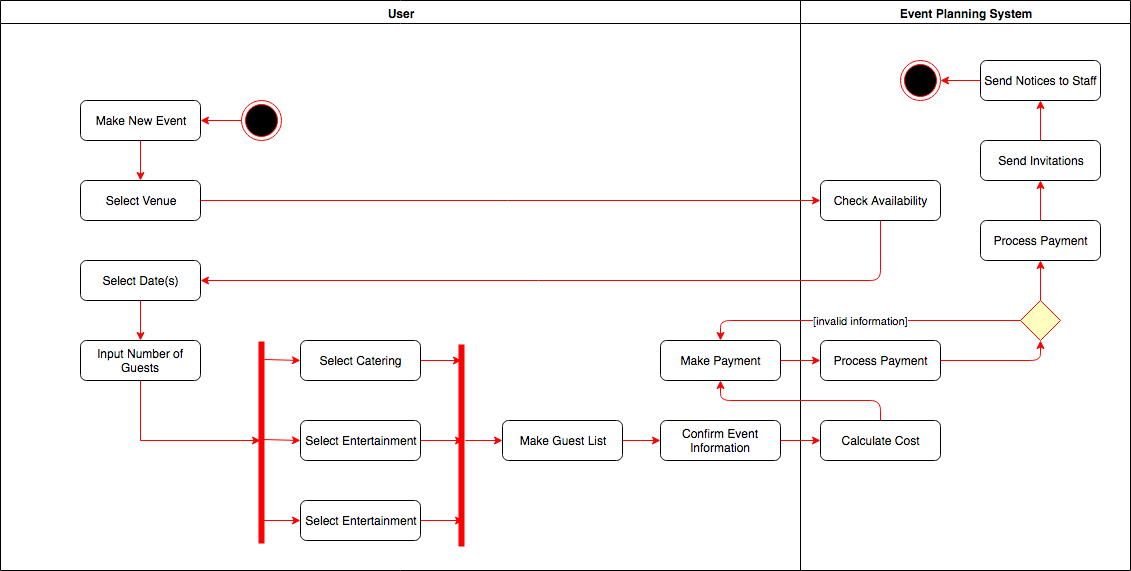 User
Event Planning System
Make New Event
Select Venue
Check Availability
Select Date(s)
Input Number of
Guests
Select Catering
Select Entertainment
Select Entertainment
Make Guest List
Confirm Event
Information
Calculate Cost
Make Payment
Process Payment
[invalid information]
Process Payment
Send Invitations
Send Notices to Staff